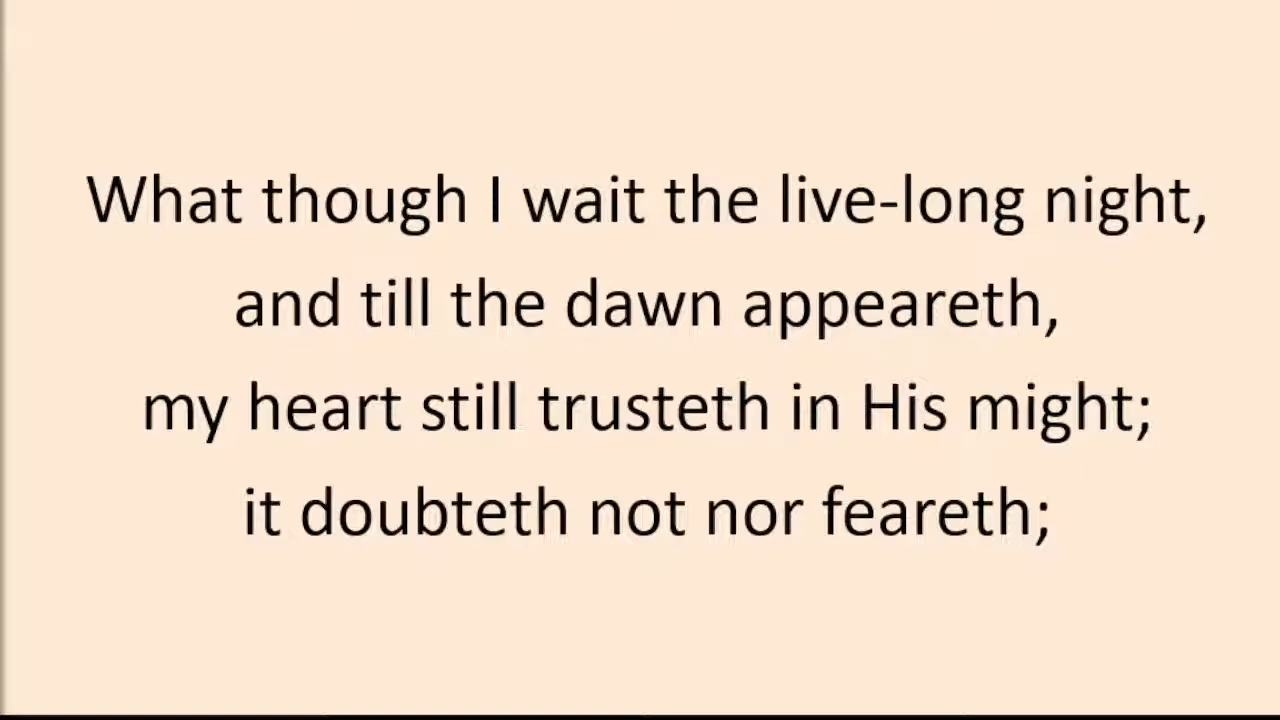 What though I wait the live-long night,
and till the dawn appeareth,
my heart still trusteth in His might;
it doubteth not nor feareth;